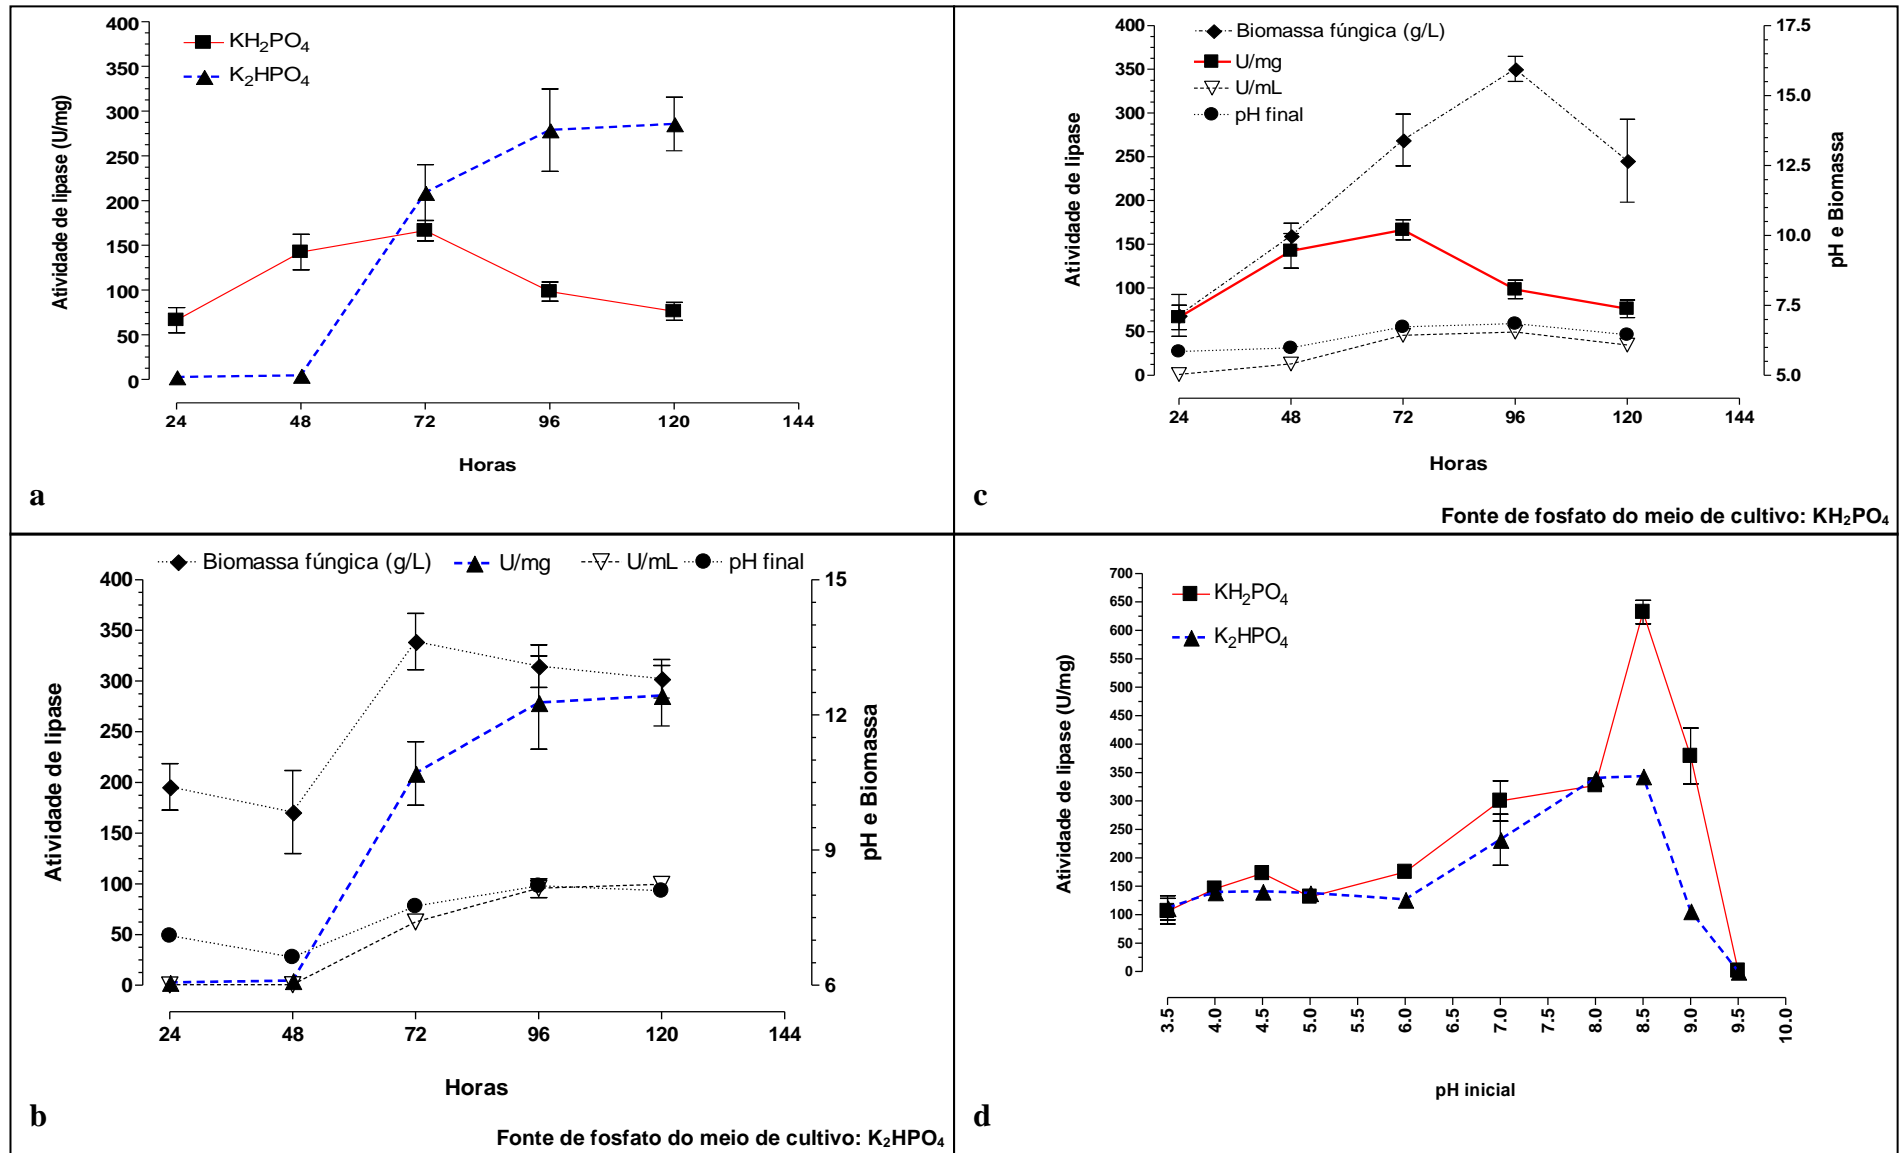 400
350
300
250
200
150
100
50
0
Atividade de lipase (U/mg)
KH₂PO₄
K₂HPO₄
24 48 72 96 120 144
Horas
a
Biomassa fúngica (g/L)
U/mg
U/mL
pH final
400
350
300
250
200
150
100
50
0
Atividade de lipase
17.5
15.0
12.5
10.0
7.5
5.0
pH e Biomassa
24 48 72 96 120 144
Horas
c
Fonte de fosfato do meio de cultivo: KH₂PO₄
Biomassa fúngica (g/L) U/mg U/mL pH final
400
350
300
250
200
150
100
50
0
Atividade de lipase
15
12
9
6
pH e Biomassa
24 48 72 96 120 144
Horas
b
Fonte de fosfato do meio de cultivo: K₂HPO₄
700
650
600
550
500
450
400
350
300
250
200
150
100
50
0
Atividade de lipase (U/mg)
KH₂PO₄
K₂HPO₄
3.5 4.0 4.5 5.0 5.5 6.0 6.5 7.0 7.5 8.0 8.5 9.0 9.5 10.0
pH inicial
d